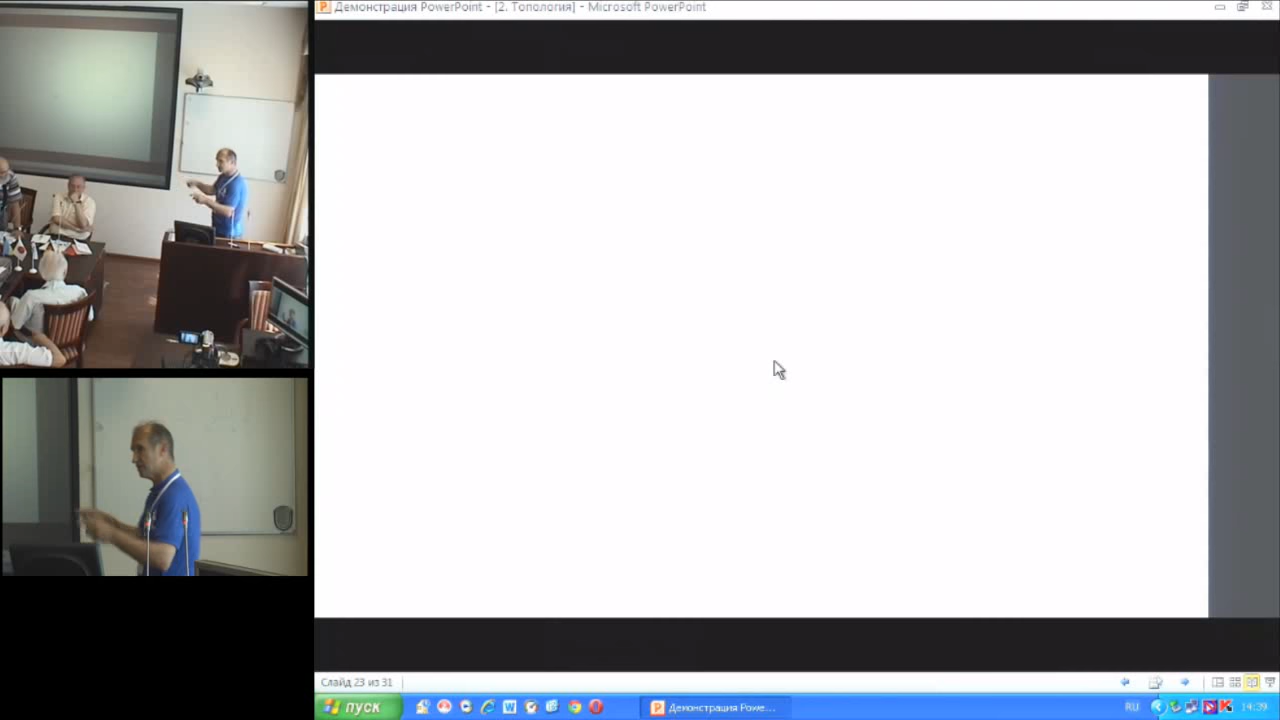 Демонстрация PowerPoint - [2. Топология] - Microsoft PowerPoint
Слайд 23 из 31
пуск
Демонстрация Powe...
RU
14:39